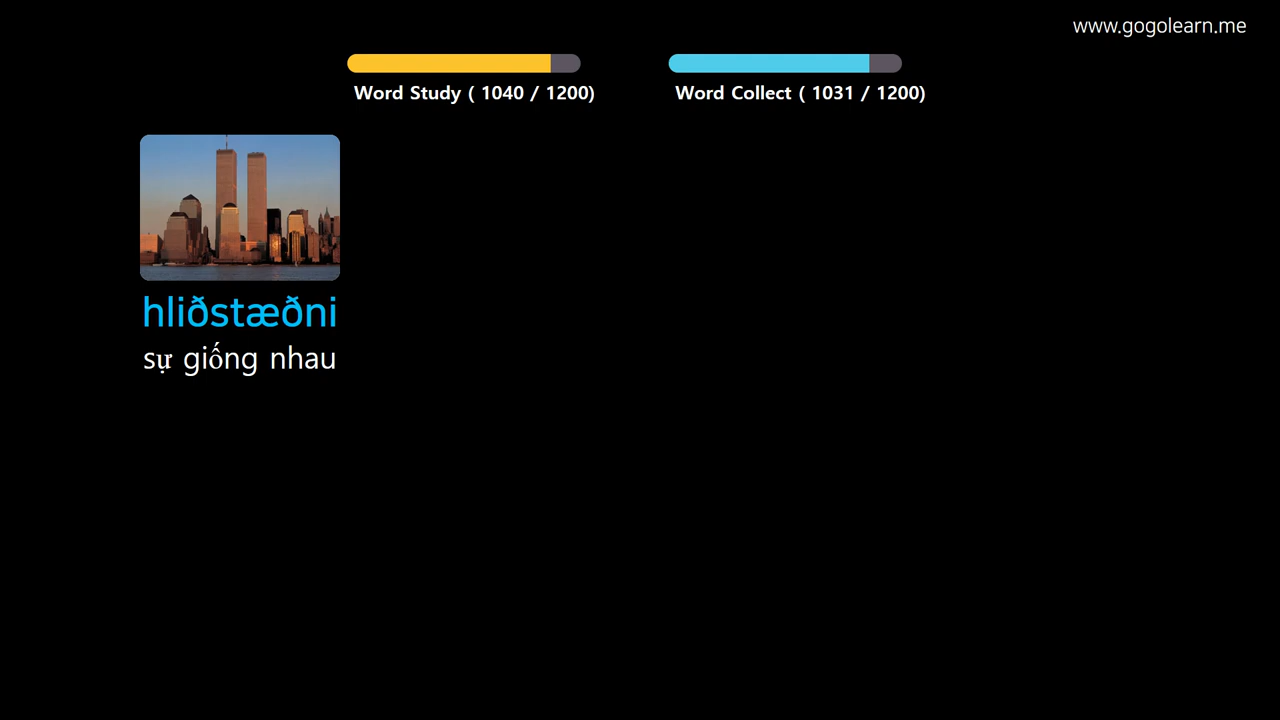 www.gogolearn.me
Word Study ( 1040 / 1200)
Word Collect ( 1031 / 1200)
hliðstæðni
sự giống nhau